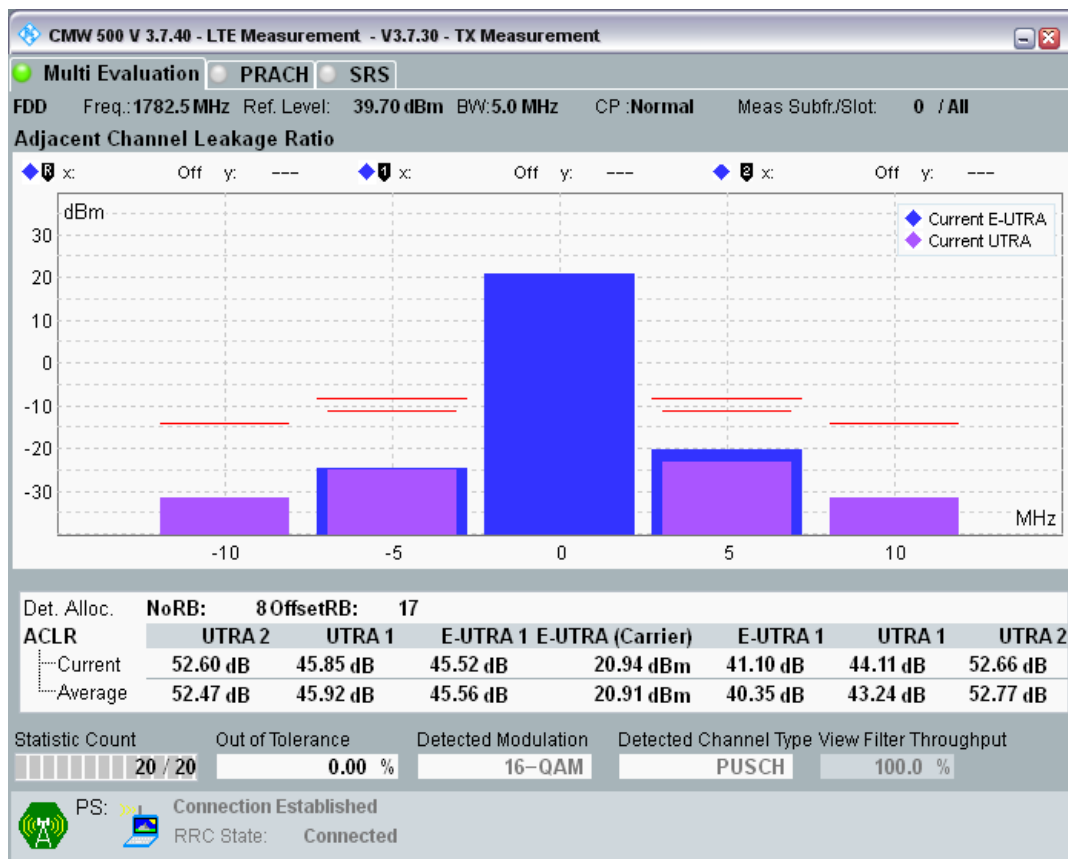 CMW 500 V 3.7.40 - LTE Measurement - V3.7.30 - TX Measurement
Multi Evaluation PRACH SRS
FDD Freq.:1782.5 MHz Ref. Level: 39.70 dBm BW:5.0 MHz CP :Normal Meas Subfr./Slot: 0 / All
Adjacent Channel Leakage Ratio
R x: Off y: --- 1 x: Off y: --- 2 x: Off y: ---
dBm
Current E-UTRA
Current UTRA
30
20
10
0
-10
-20
-30
MHz
-10 -5 0 5 10
Det. Alloc. NoRB: 8 OffsetRB: 17
ACLR UTRA 2 UTRA 1 E-UTRA 1 E-UTRA (Carrier) E-UTRA 1 UTRA 1 UTRA 2
Current 52.60 dB 45.85 dB 45.52 dB 20.94 dBm 41.10 dB 44.11 dB 52.66 dB
Average 52.47 dB 45.92 dB 45.56 dB 20.91 dBm 40.35 dB 43.24 dB 52.77 dB
Statistic Count Out of Tolerance Detected Modulation Detected Channel Type View Filter Throughput
20 / 20 0.00 % 16-QAM PUSCH 100.0 %
PS: Connection Established
RRC State: Connected